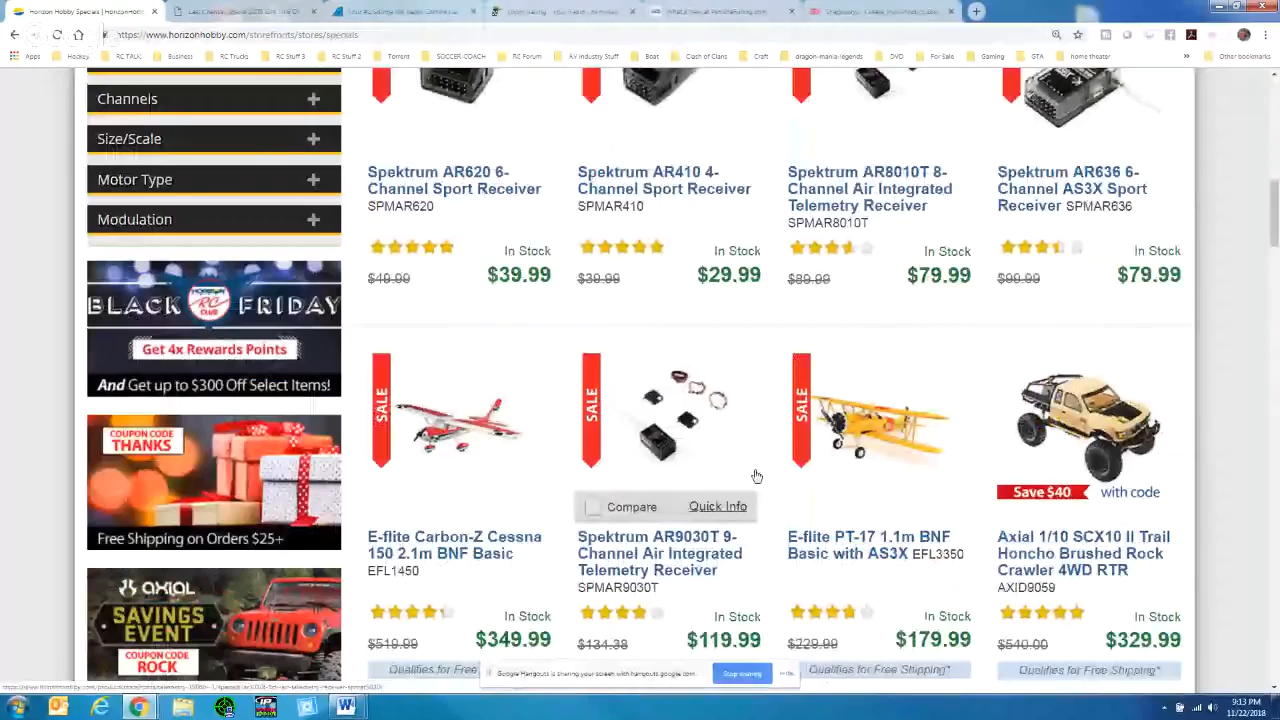 Horizon Hobby RC Specials
https://www.horizonhobby.com/storefronts/stores/specials
Apps Hockey RC TALK Business RC Trucks RC Stuff 3 RC Stuff 2 Torrent SOCCER-COACH RC Forum AV Industry Stuff Boat Clash of Clans Craft dragon-mania-legends DVD For Sale Gaming GTA home theater » Other bookmarks
Channels
Size/Scale
Motor Type
Modulation
Spektrum AR620 6-
Channel Sport Receiver
SPMAR620
In Stock
$49.99 $39.99
Spektrum AR410 4-
Channel Sport Receiver
SPMAR410
In Stock
$39.99 $29.99
Spektrum AR8010T 8-
Channel Air Integrated
Telemetry Receiver
SPMAR8010T
In Stock
$89.99 $79.99
Spektrum AR636 6-
Channel AS3X Sport
Receiver SPMAR636
In Stock
$99.99 $79.99
BLACK HORIZON RC CLUB FRIDAY
Get 4x Rewards Points
And Get up to $300 Off Select Items!
COUPON CODE
THANKS
Free Shipping on Orders $25+
AXIAL
SAVINGS
EVENT
COUPON CODE
ROCK
SALE
E-flite Carbon-Z Cessna
150 2.1m BNF Basic
EFL1450
In Stock
$519.99 $349.99
Qualifies for Free
SALE
Compare Quick Info
Spektrum AR9030T 9-
Channel Air Integrated
Telemetry Receiver
SPMAR9030T
In Stock
$134.38 $119.99
SALE
E-flite PT-17 1.1m BNF
Basic with AS3X EFL3350
In Stock
$229.99 $179.99
Qualifies for Free Shipping*
Save $40 with code
Axial 1/10 SCX10 II Trail
Honcho Brushed Rock
Crawler 4WD RTR
AXID9059
In Stock
$540.00 $329.99
Qualifies for Free Shipping*
Google Hangouts is sharing your screen with hangouts.google.com. Stop sharing Hide
9:13 PM
11/22/2018